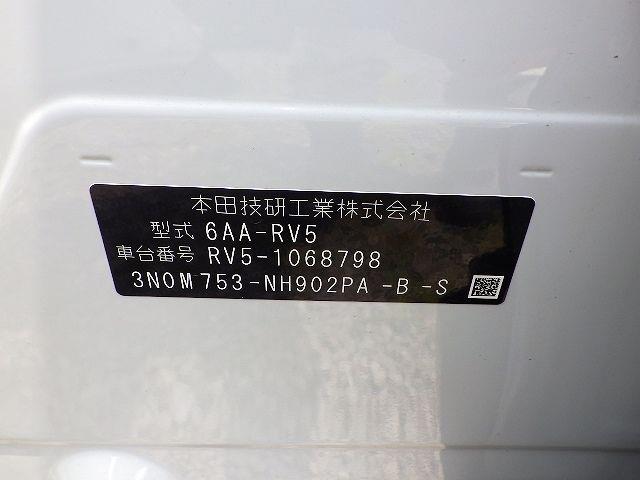 本田技研工業株式会社
型式 6AA-RV5
車台番号 RV5-1068798
3N0M753-NH902PA-B-S